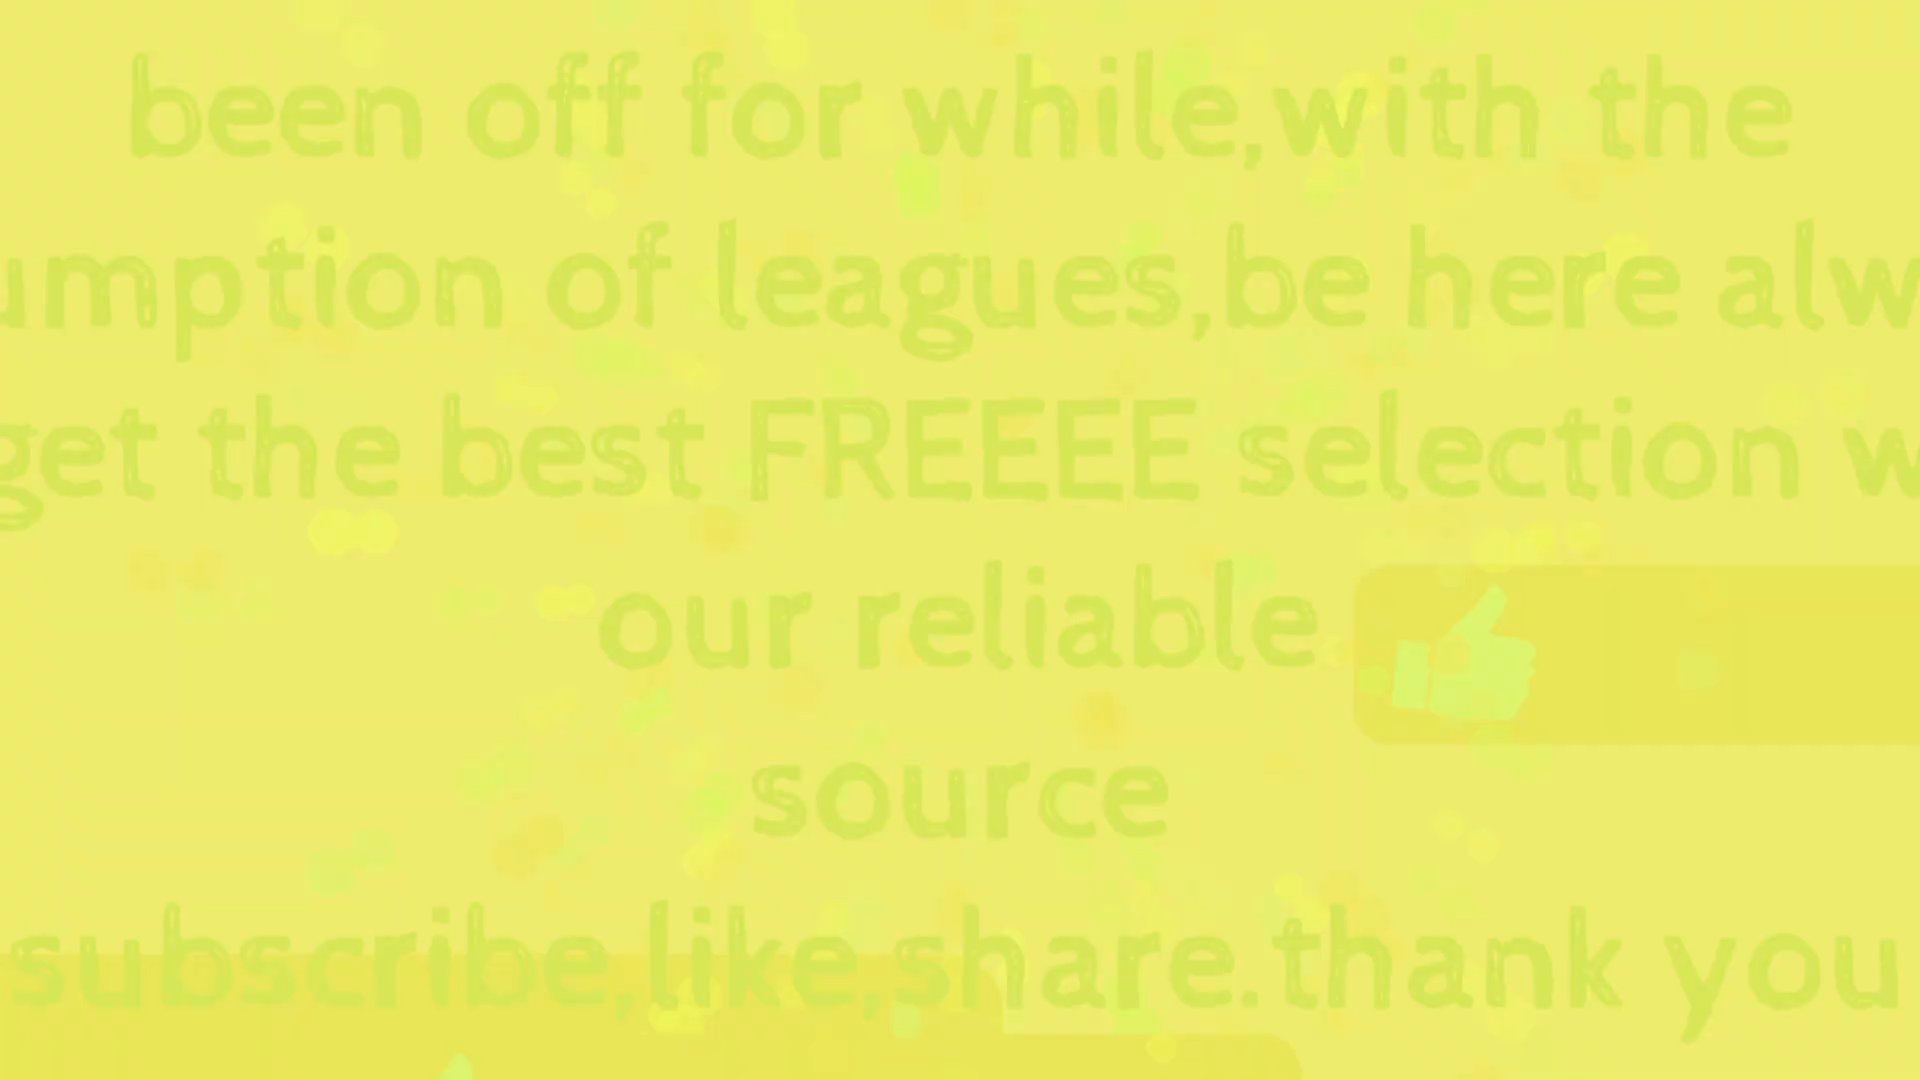 been off for while,with the
umption of leagues,be here alw
get the best FREEEE selection w
our reliable
source
subscribe,like,share.thank you